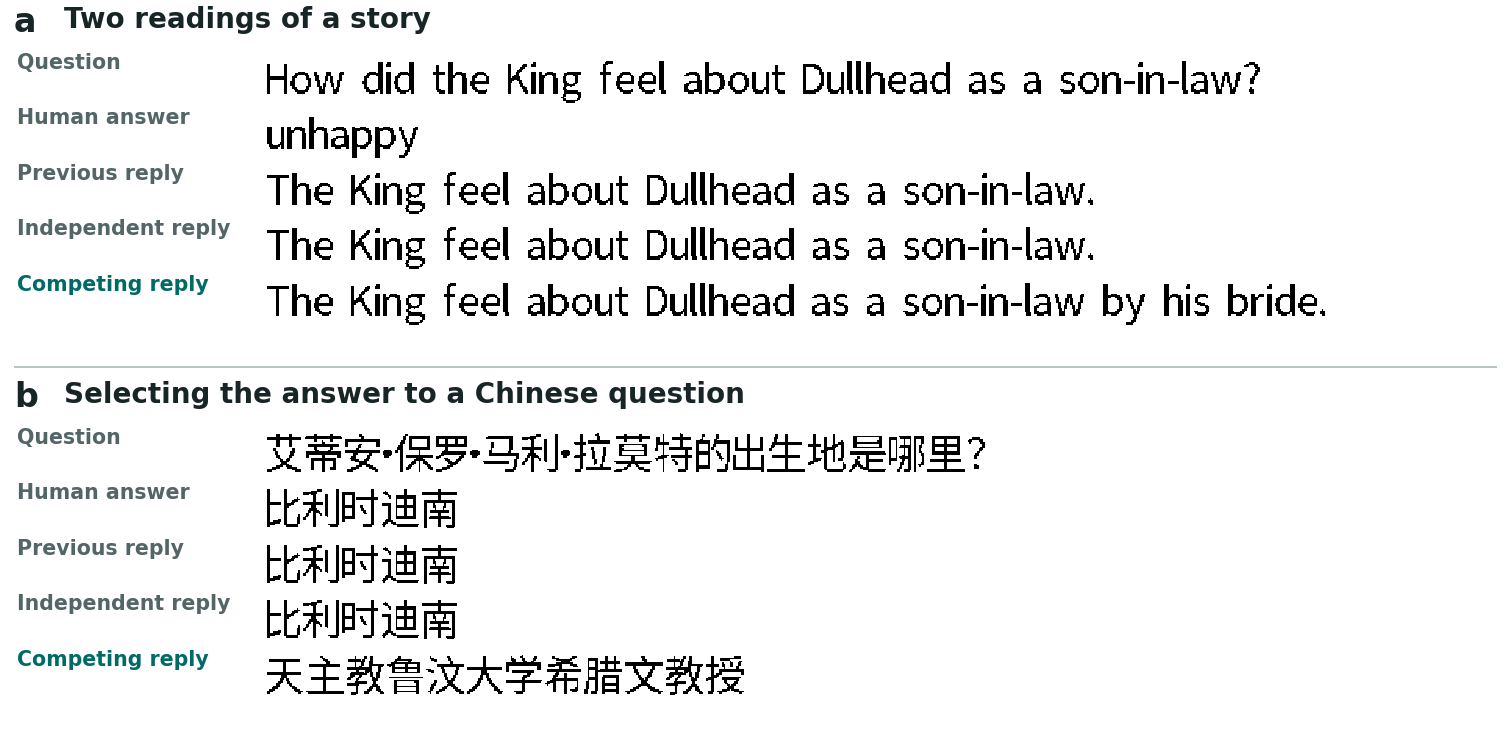 a Two readings of a story
Question How did the King feel about Dullhead as a son-in-law?
Human answer unhappy
Previous reply The King feel about Dullhead as a son-in-law.
Independent reply The King feel about Dullhead as a son-in-law.
Competing reply The King feel about Dullhead as a son-in-law by his bride.
b Selecting the answer to a Chinese question
Question 艾蒂安·保罗·马利·拉莫特的出生地是哪里？
Human answer 比利时迪南
Previous reply 比利时迪南
Independent reply 比利时迪南
Competing reply 天主教鲁汶大学希腊文教授